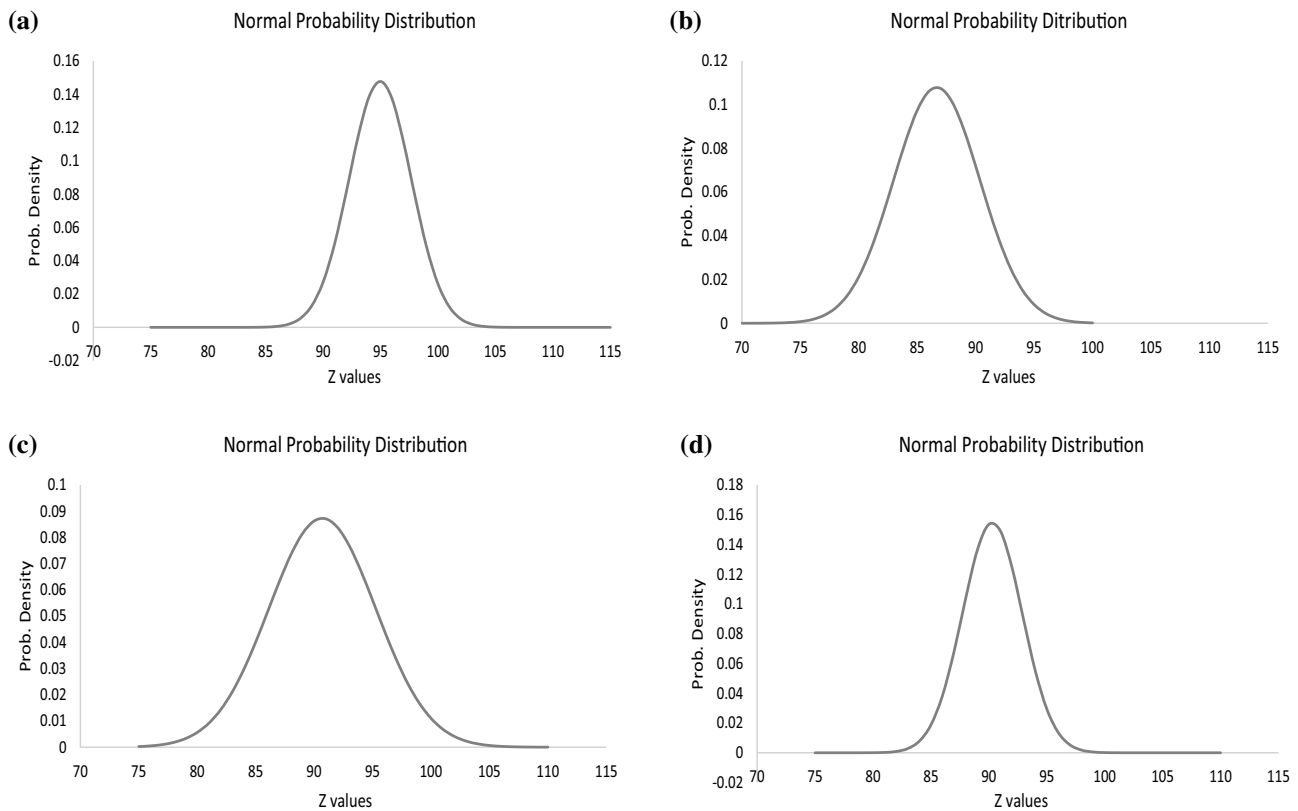 (a)
Normal Probability Distribution
0.16
0.14
0.12
0.1
0.08
0.06
0.04
0.02
0
-0.02
Prob. Density
70 75 80 85 90 95 100 105 110 115
Z values
(b)
Normal Probability Ditribution
0.12
0.1
0.08
0.06
0.04
0.02
0
Prob. Density
70 75 80 85 90 95 100 105 110 115
Z values
(c)
Normal Probability Distribution
0.1
0.09
0.08
0.07
0.06
0.05
0.04
0.03
0.02
0.01
0
Prob. Density
70 75 80 85 90 95 100 105 110 115
Z values
(d)
Normal Probability Distribution
0.18
0.16
0.14
0.12
0.1
0.08
0.06
0.04
0.02
0
-0.02
Prob. Density
70 75 80 85 90 95 100 105 110 115
Z values